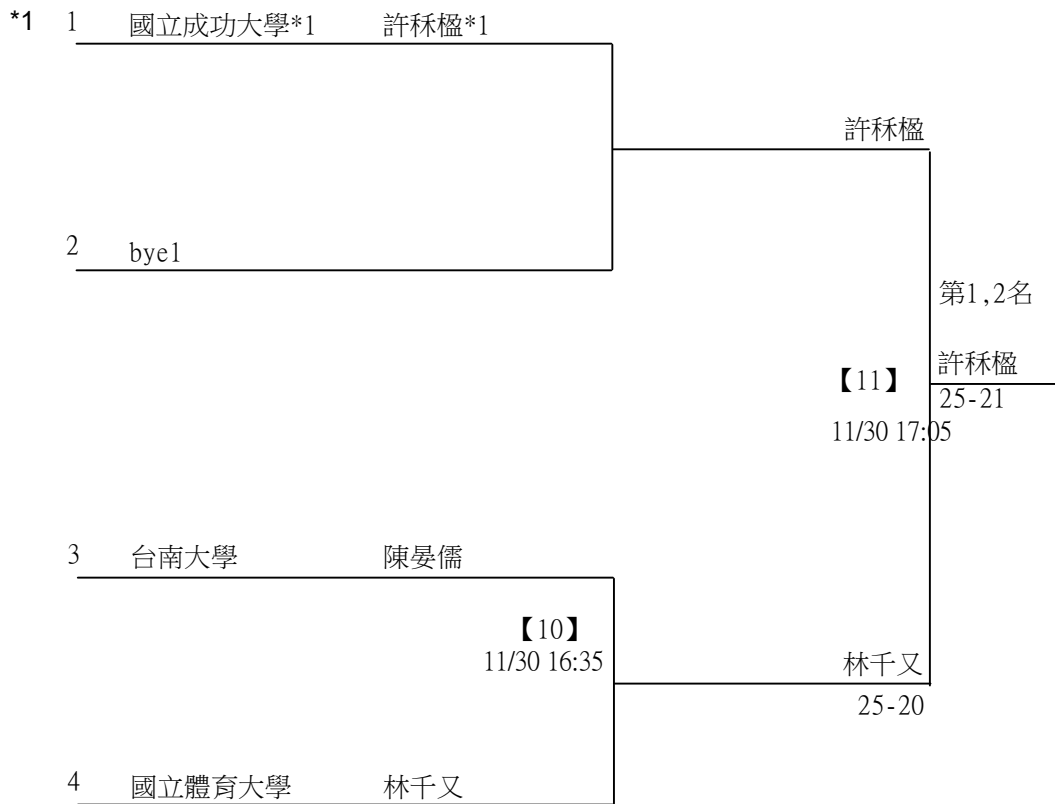 *1 1 國立成功大學*1 許秝楹*1
許秝楹
2 bye1
第1,2名
【11】 許秝楹
25-21
11/30 17:05
3 台南大學 陳晏儒
【10】
11/30 16:35 林千又
25-20
4 國立體育大學 林千又